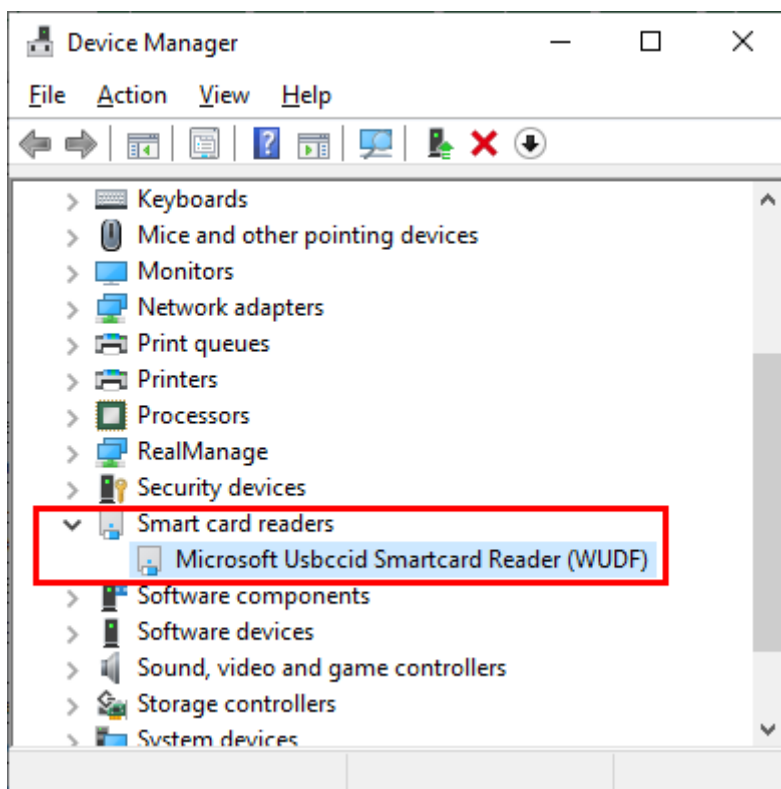 Device Manager
File Action View Help
Keyboards
Mice and other pointing devices
Monitors
Network adapters
Print queues
Printers
Processors
RealManage
Security devices
Smart card readers
Microsoft Usbccid Smartcard Reader (WUDF)
Software components
Software devices
Sound, video and game controllers
Storage controllers
System devices